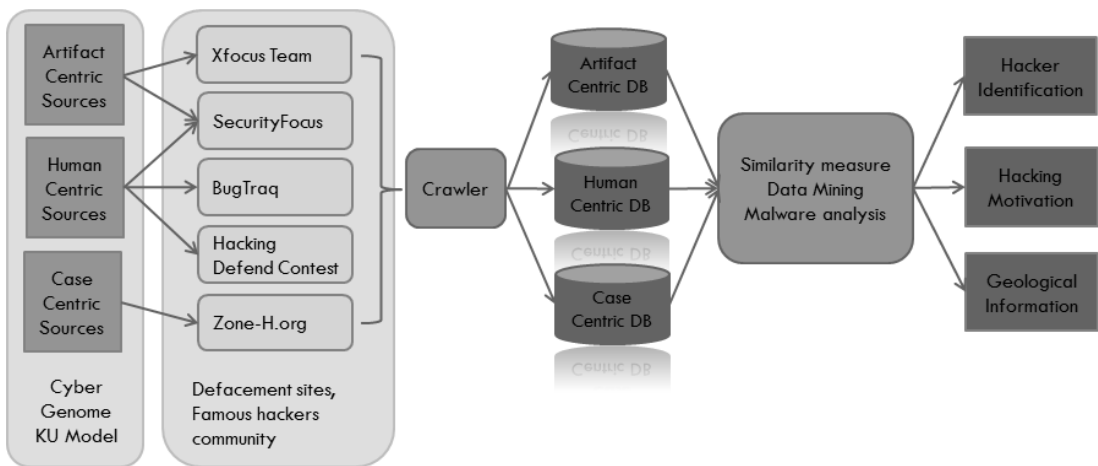 Artifact
Centric
Sources
Human
Centric
Sources
Case
Centric
Sources
Cyber
Genome
KU Model
Xfocus Team
SecurityFocus
BugTraq
Hacking
Defend Contest
Zone-H.org
Defacement sites,
Famous hackers
community
Crawler
Artifact
Centric DB
Human
Centric DB
Case
Centric DB
Similarity measure
Data Mining
Malware analysis
Hacker
Identification
Hacking
Motivation
Geological
Information